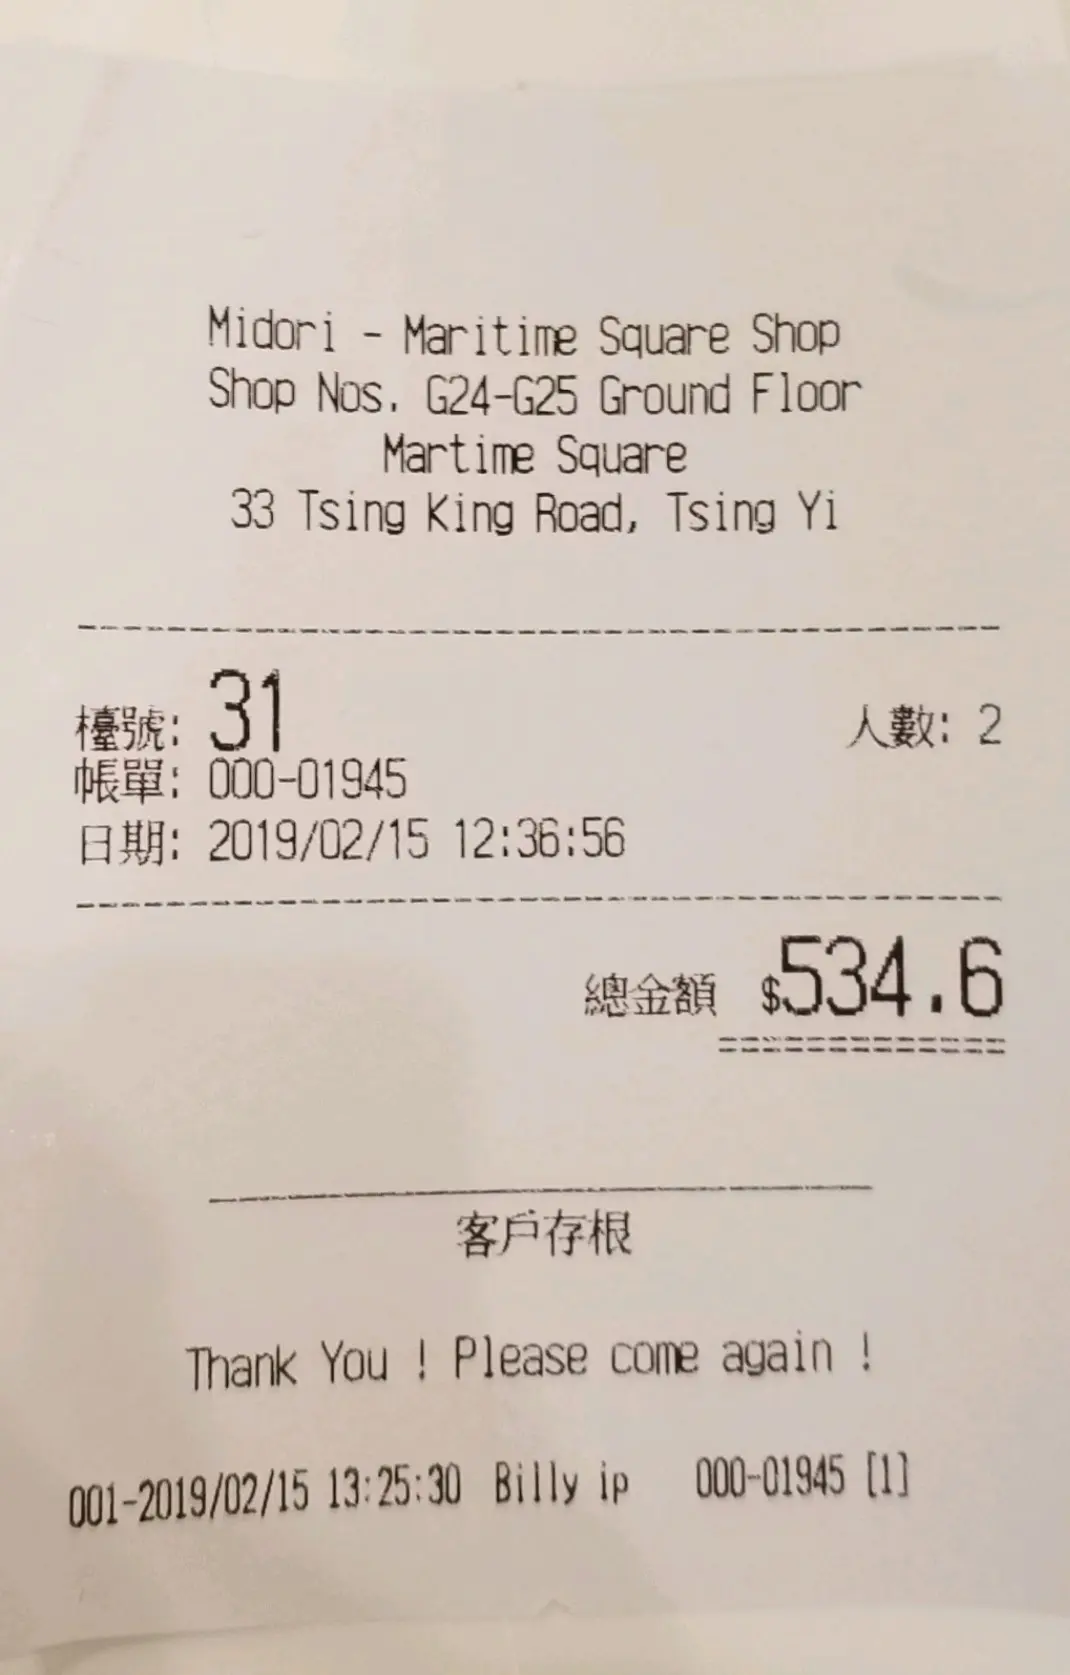 Midori - Maritime Square Shop
Shop Nos. G24-G25 Ground Floor
Martime Square
33 Tsing King Road, Tsing Yi
檯號: 31 人數: 2
帳單: 000-01945
日期: 2019/02/15 12:36:56
總金額 $534.6
客戶存根
Thank You ! Please come again !
001-2019/02/15 13:25:30 Billy ip 000-01945 [1]